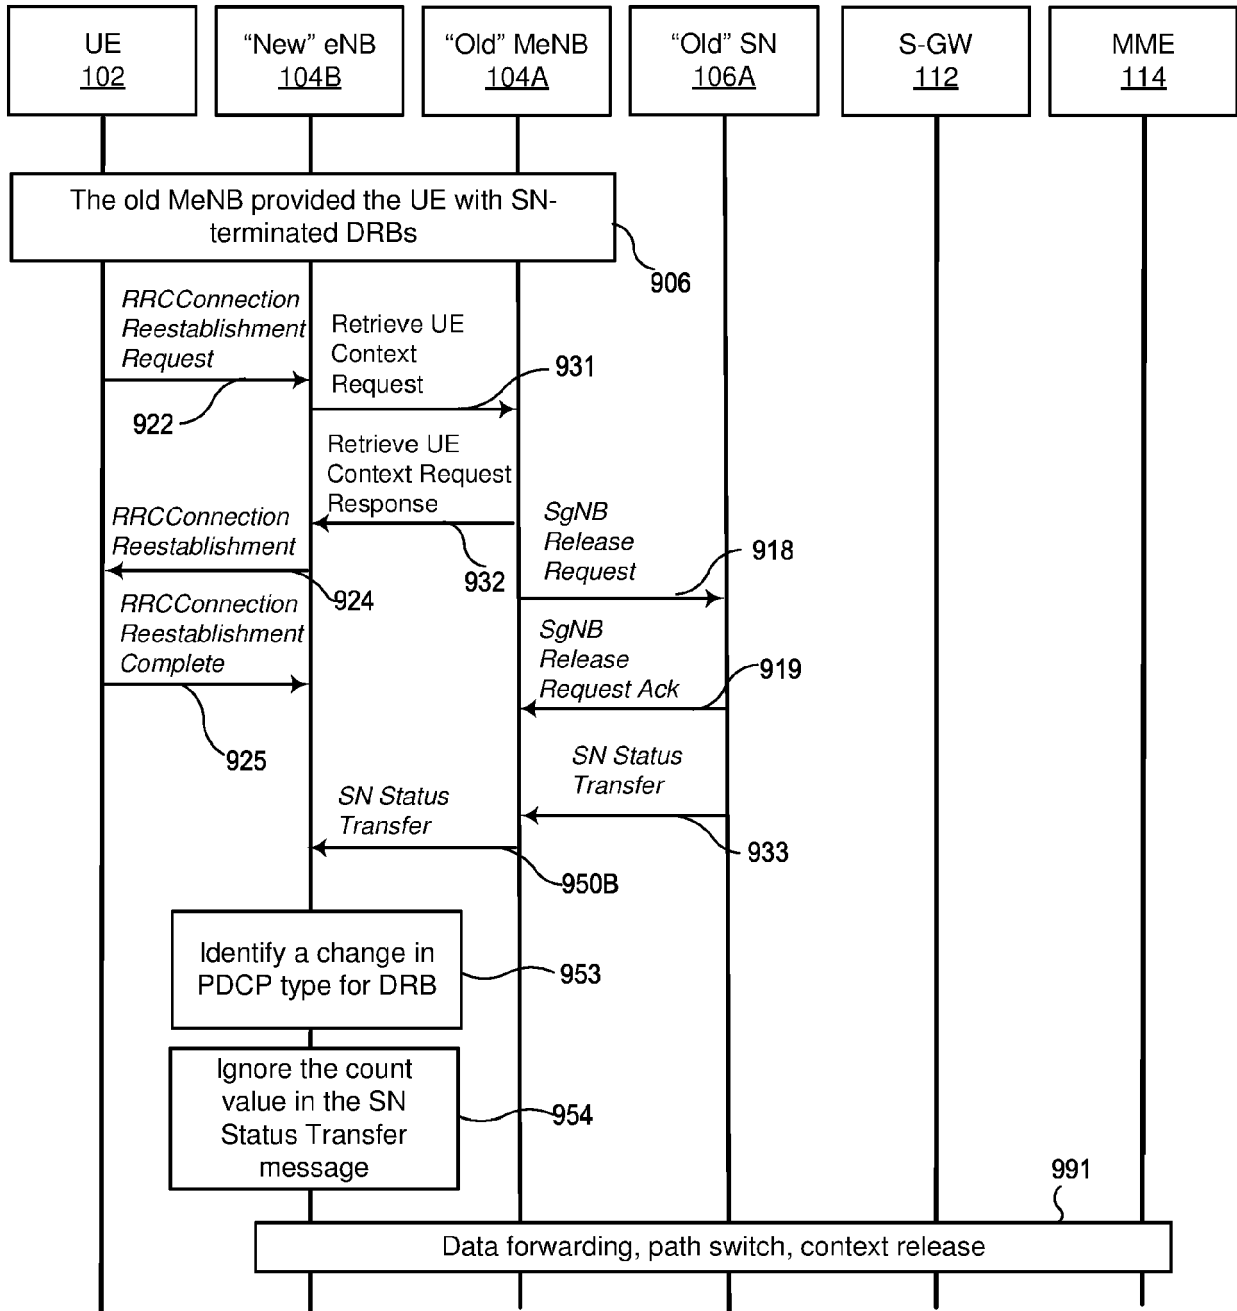 UE
102
“New” eNB
104B
“Old” MeNB
104A
“Old” SN
106A
S-GW
112
MME
114
The old MeNB provided the UE with SN-
terminated DRBs
906
RRCConnection
Reestablishment
Request
922
Retrieve UE
Context
Request
931
Retrieve UE
Context Request
Response
932
RRCConnection
Reestablishment
924
SgNB
Release
Request
918
RRCConnection
Reestablishment
Complete
925
SgNB
Release
Request Ack
919
SN Status
Transfer
933
SN Status
Transfer
950B
Identify a change in
PDCP type for DRB
953
Ignore the count
value in the SN
Status Transfer
message
954
991
Data forwarding, path switch, context release